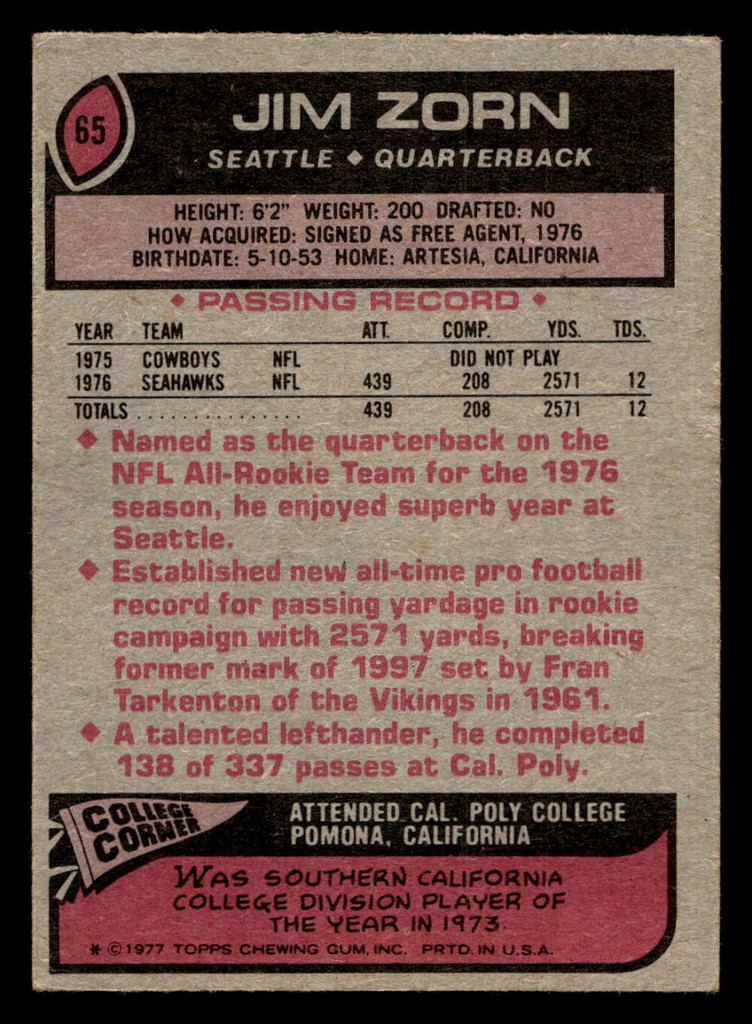 65
JIM ZORN
SEATTLE ◆ QUARTERBACK
HEIGHT: 6'2" WEIGHT: 200 DRAFTED: NO
HOW ACQUIRED: SIGNED AS FREE AGENT, 1976
BIRTHDATE: 5-10-53 HOME: ARTESIA, CALIFORNIA
◆ PASSING RECORD ◆
YEAR TEAM ATT. COMP. YDS. TDS.
1975 COWBOYS NFL DID NOT PLAY
1976 SEAHAWKS NFL 439 208 2571 12
TOTALS . . . . . . . . . . . . . . . . 439 208 2571 12
◆ Named as the quarterback on the
NFL All-Rookie Team for the 1976
season, he enjoyed superb year at
Seattle.
◆ Established new all-time pro football
record for passing yardage in rookie
campaign with 2571 yards, breaking
former mark of 1997 set by Fran
Tarkenton of the Vikings in 1961.
◆ A talented lefthander, he completed
138 of 337 passes at Cal. Poly.
COLLEGE
CORNER
ATTENDED CAL. POLY COLLEGE
POMONA, CALIFORNIA
WAS SOUTHERN CALIFORNIA
COLLEGE DIVISION PLAYER OF
THE YEAR IN 1973.
* © 1977 TOPPS CHEWING GUM, INC. PRTD. IN U.S.A.